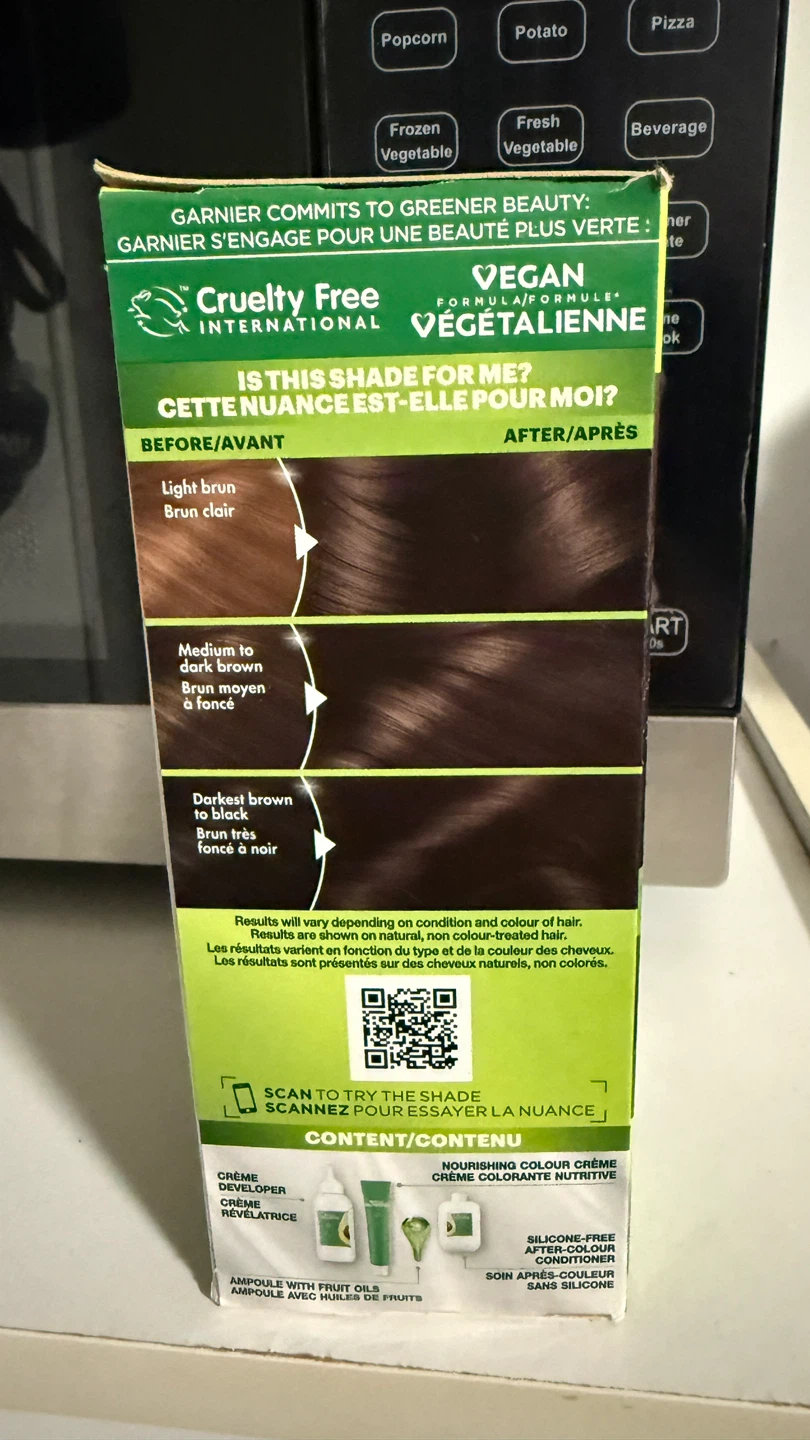 Popcorn
Potato
Pizza
Frozen
Vegetable
Fresh
Vegetable
Beverage
GARNIER COMMITS TO GREENER BEAUTY:
GARNIER S'ENGAGE POUR UNE BEAUTÉ PLUS VERTE :
Cruelty Free™
INTERNATIONAL
VEGAN
FORMULA/FORMULE*
VÉGÉTALIENNE
IS THIS SHADE FOR ME?
CETTE NUANCE EST-ELLE POUR MOI?
BEFORE/AVANT
AFTER/APRÈS
Light brun
Brun clair
Medium to
dark brown
Brun moyen
à foncé
Darkest brown
to black
Brun très
foncé à noir
Results will vary depending on condition and colour of hair.
Results are shown on natural, non colour-treated hair.
Les résultats varient en fonction du type et de la couleur des cheveux.
Les résultats sont présentés sur des cheveux naturels, non colorés.
SCAN TO TRY THE SHADE
SCANNEZ POUR ESSAYER LA NUANCE
CONTENT/CONTENU
CRÈME
DEVELOPER
CRÈME
RÉVÉLATRICE
NOURISHING COLOUR CRÈME
CRÈME COLORANTE NUTRITIVE
SILICONE-FREE
AFTER-COLOUR
CONDITIONER
SOIN APRÈS-COULEUR
SANS SILICONE
AMPOULE WITH FRUIT OILS
AMPOULE AVEC HUILES DE FRUITS